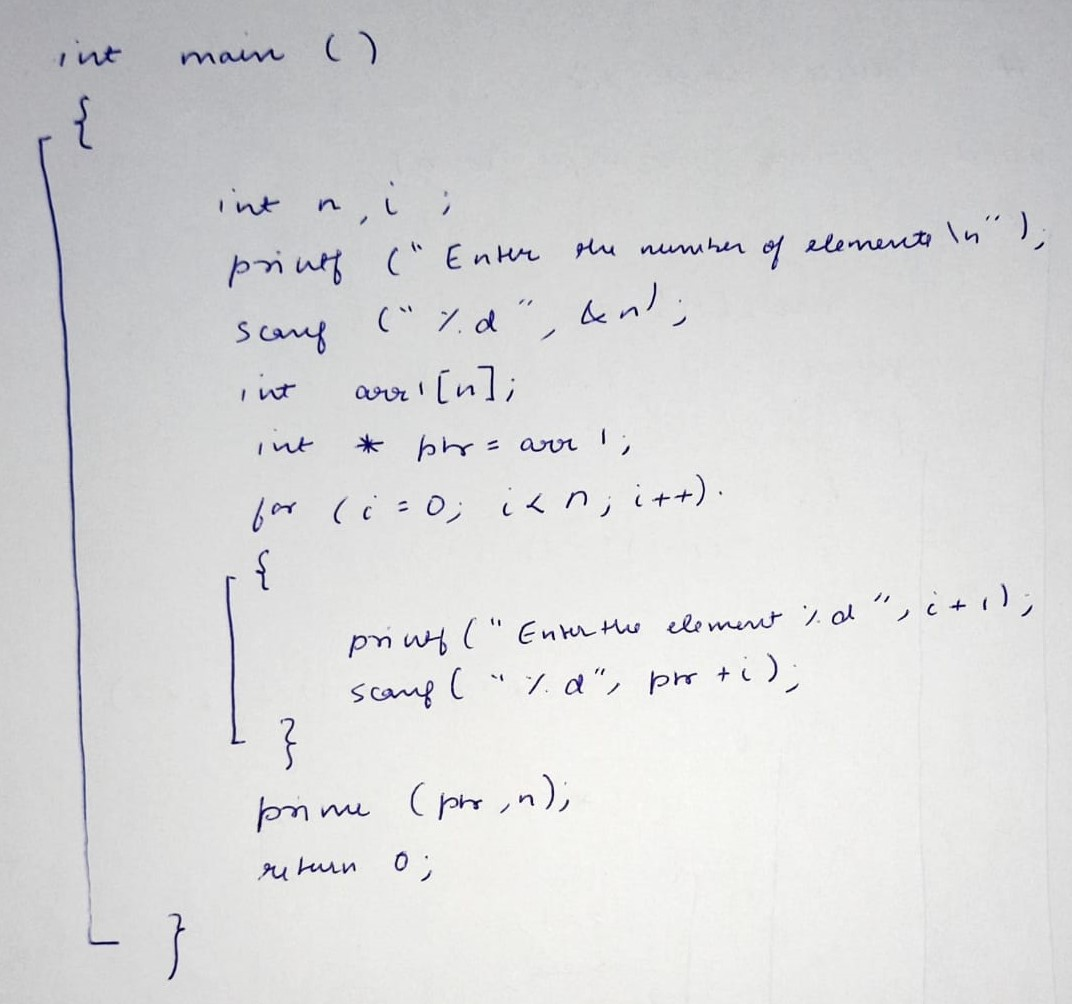 int main ()
{
int n, i ;
printf (" Enter the number of elements \n" );
scanf (" %d ", &n);
int arr1[n];
int * ptr = arr1;
for (i = 0; i < n; i++).
{
printf (" Enter the element %d ", i + 1);
scanf ( " %d", ptr + i );
}
prime (ptr, n);
return 0;
}